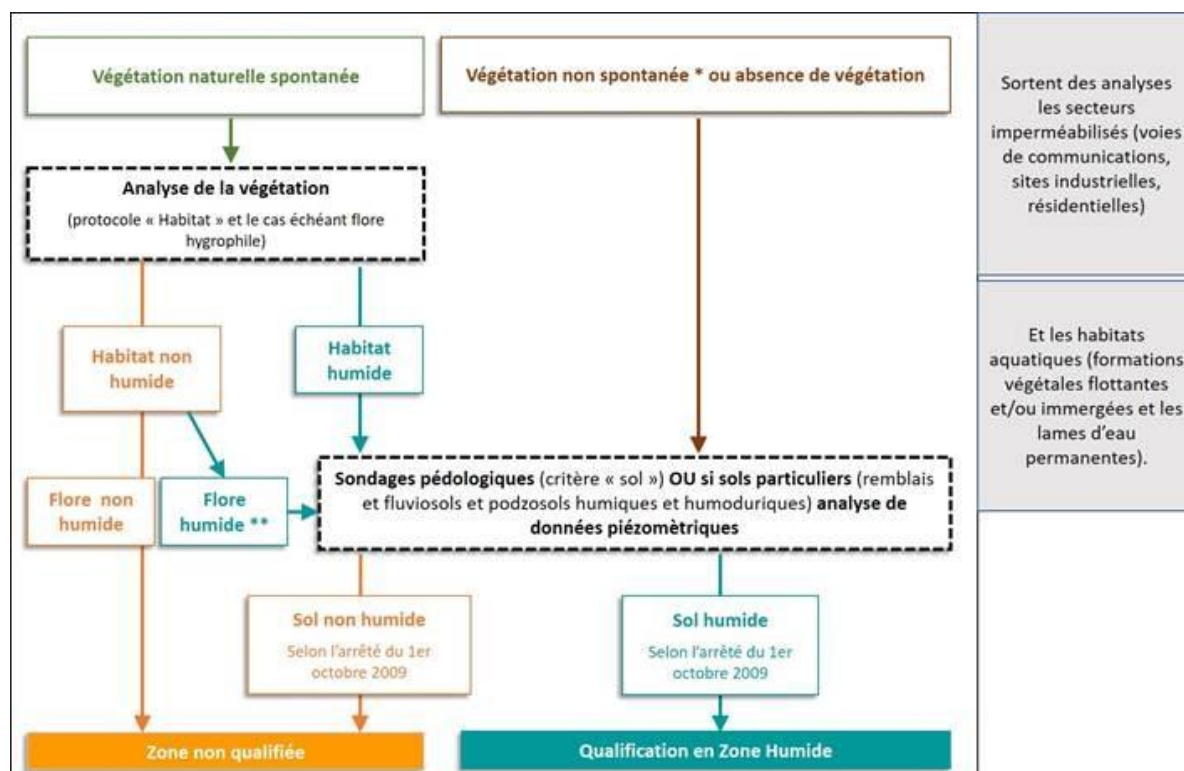 Végétation naturelle spontanée
Végétation non spontanée * ou absence de végétation
Analyse de la végétation
(protocole « Habitat » et le cas échéant flore
hygrophile)
Habitat non
humide
Habitat
humide
Flore non
humide
Flore
humide **
Sondages pédologiques (critère « sol ») OU si sols particuliers (remblais
et fluviosols et podzosols humiques et humoduriques) analyse de
données piézomètriques
Sol non humide
Selon l'arrêté du 1er
octobre 2009
Sol humide
Selon l'arrêté du 1er
octobre 2009
Zone non qualifiée
Qualification en Zone Humide
Sortent des analyses
les secteurs
imperméabilisés (voies
de communications,
sites industrielles,
résidentielles)
Et les habitats
aquatiques (formations
végétales flottantes
et/ou immergées et les
lames d'eau
permanentes).